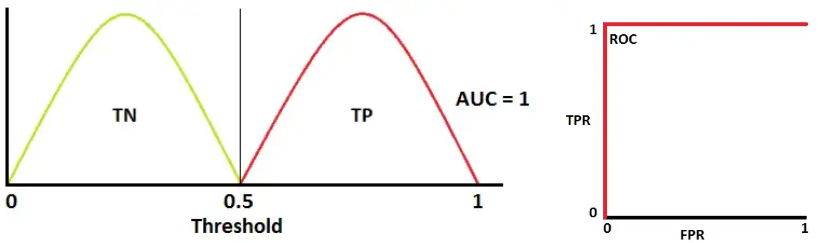 TN
TP
AUC = 1
0
0.5
1
Threshold
1
ROC
TPR
0
0
1
FPR